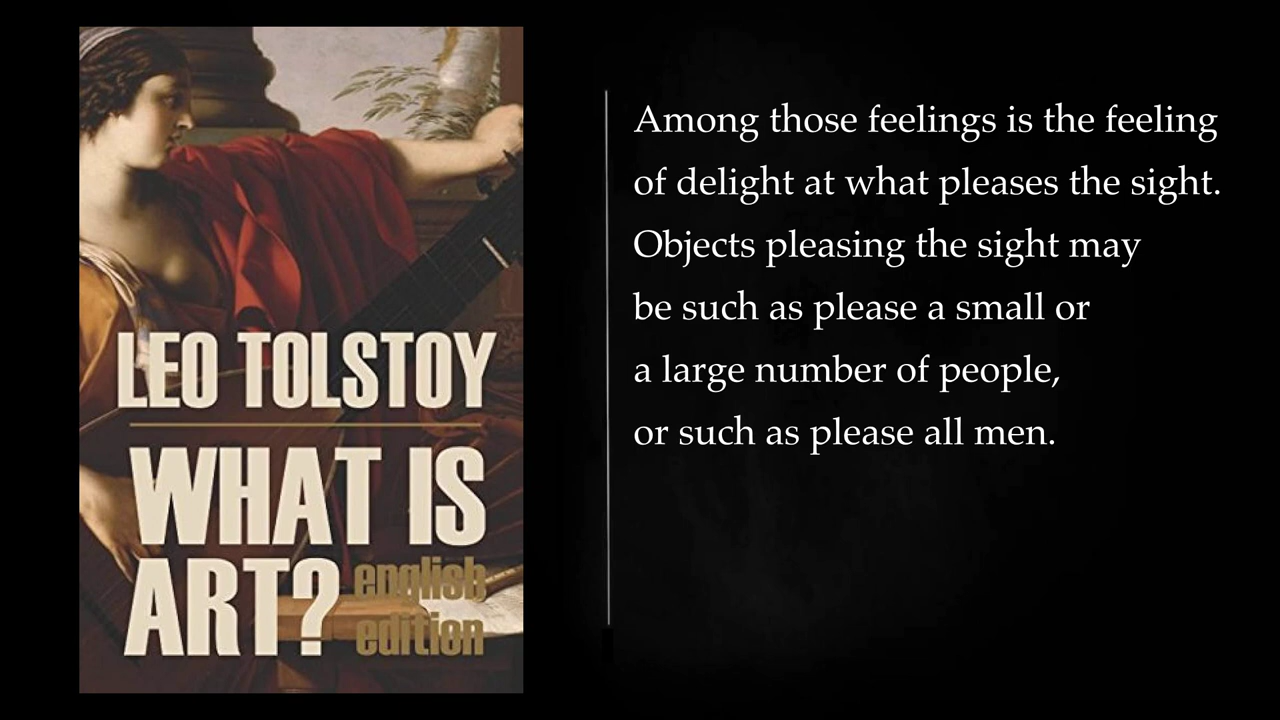 LEO TOLSTOY
WHAT IS
ART?
english
edition
Among those feelings is the feeling
of delight at what pleases the sight.
Objects pleasing the sight may
be such as please a small or
a large number of people,
or such as please all men.